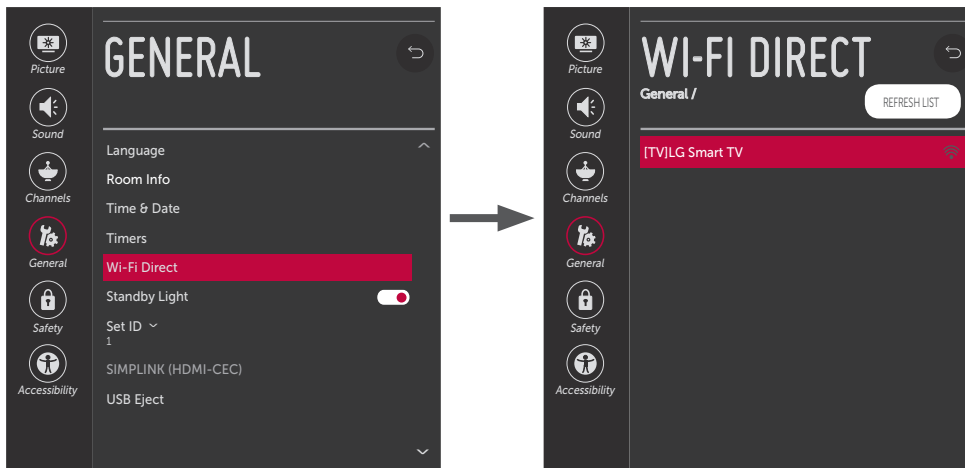 Picture
Sound
Channels
General
Safety
Accessibility
GENERAL
Language
Room Info
Time & Date
Timers
Wi-Fi Direct
Standby Light
Set ID
1
SIMPLINK (HDMI-CEC)
USB Eject
Picture
Sound
Channels
General
Safety
Accessibility
WI-FI DIRECT
General /
REFRESH LIST
[TV]LG Smart TV